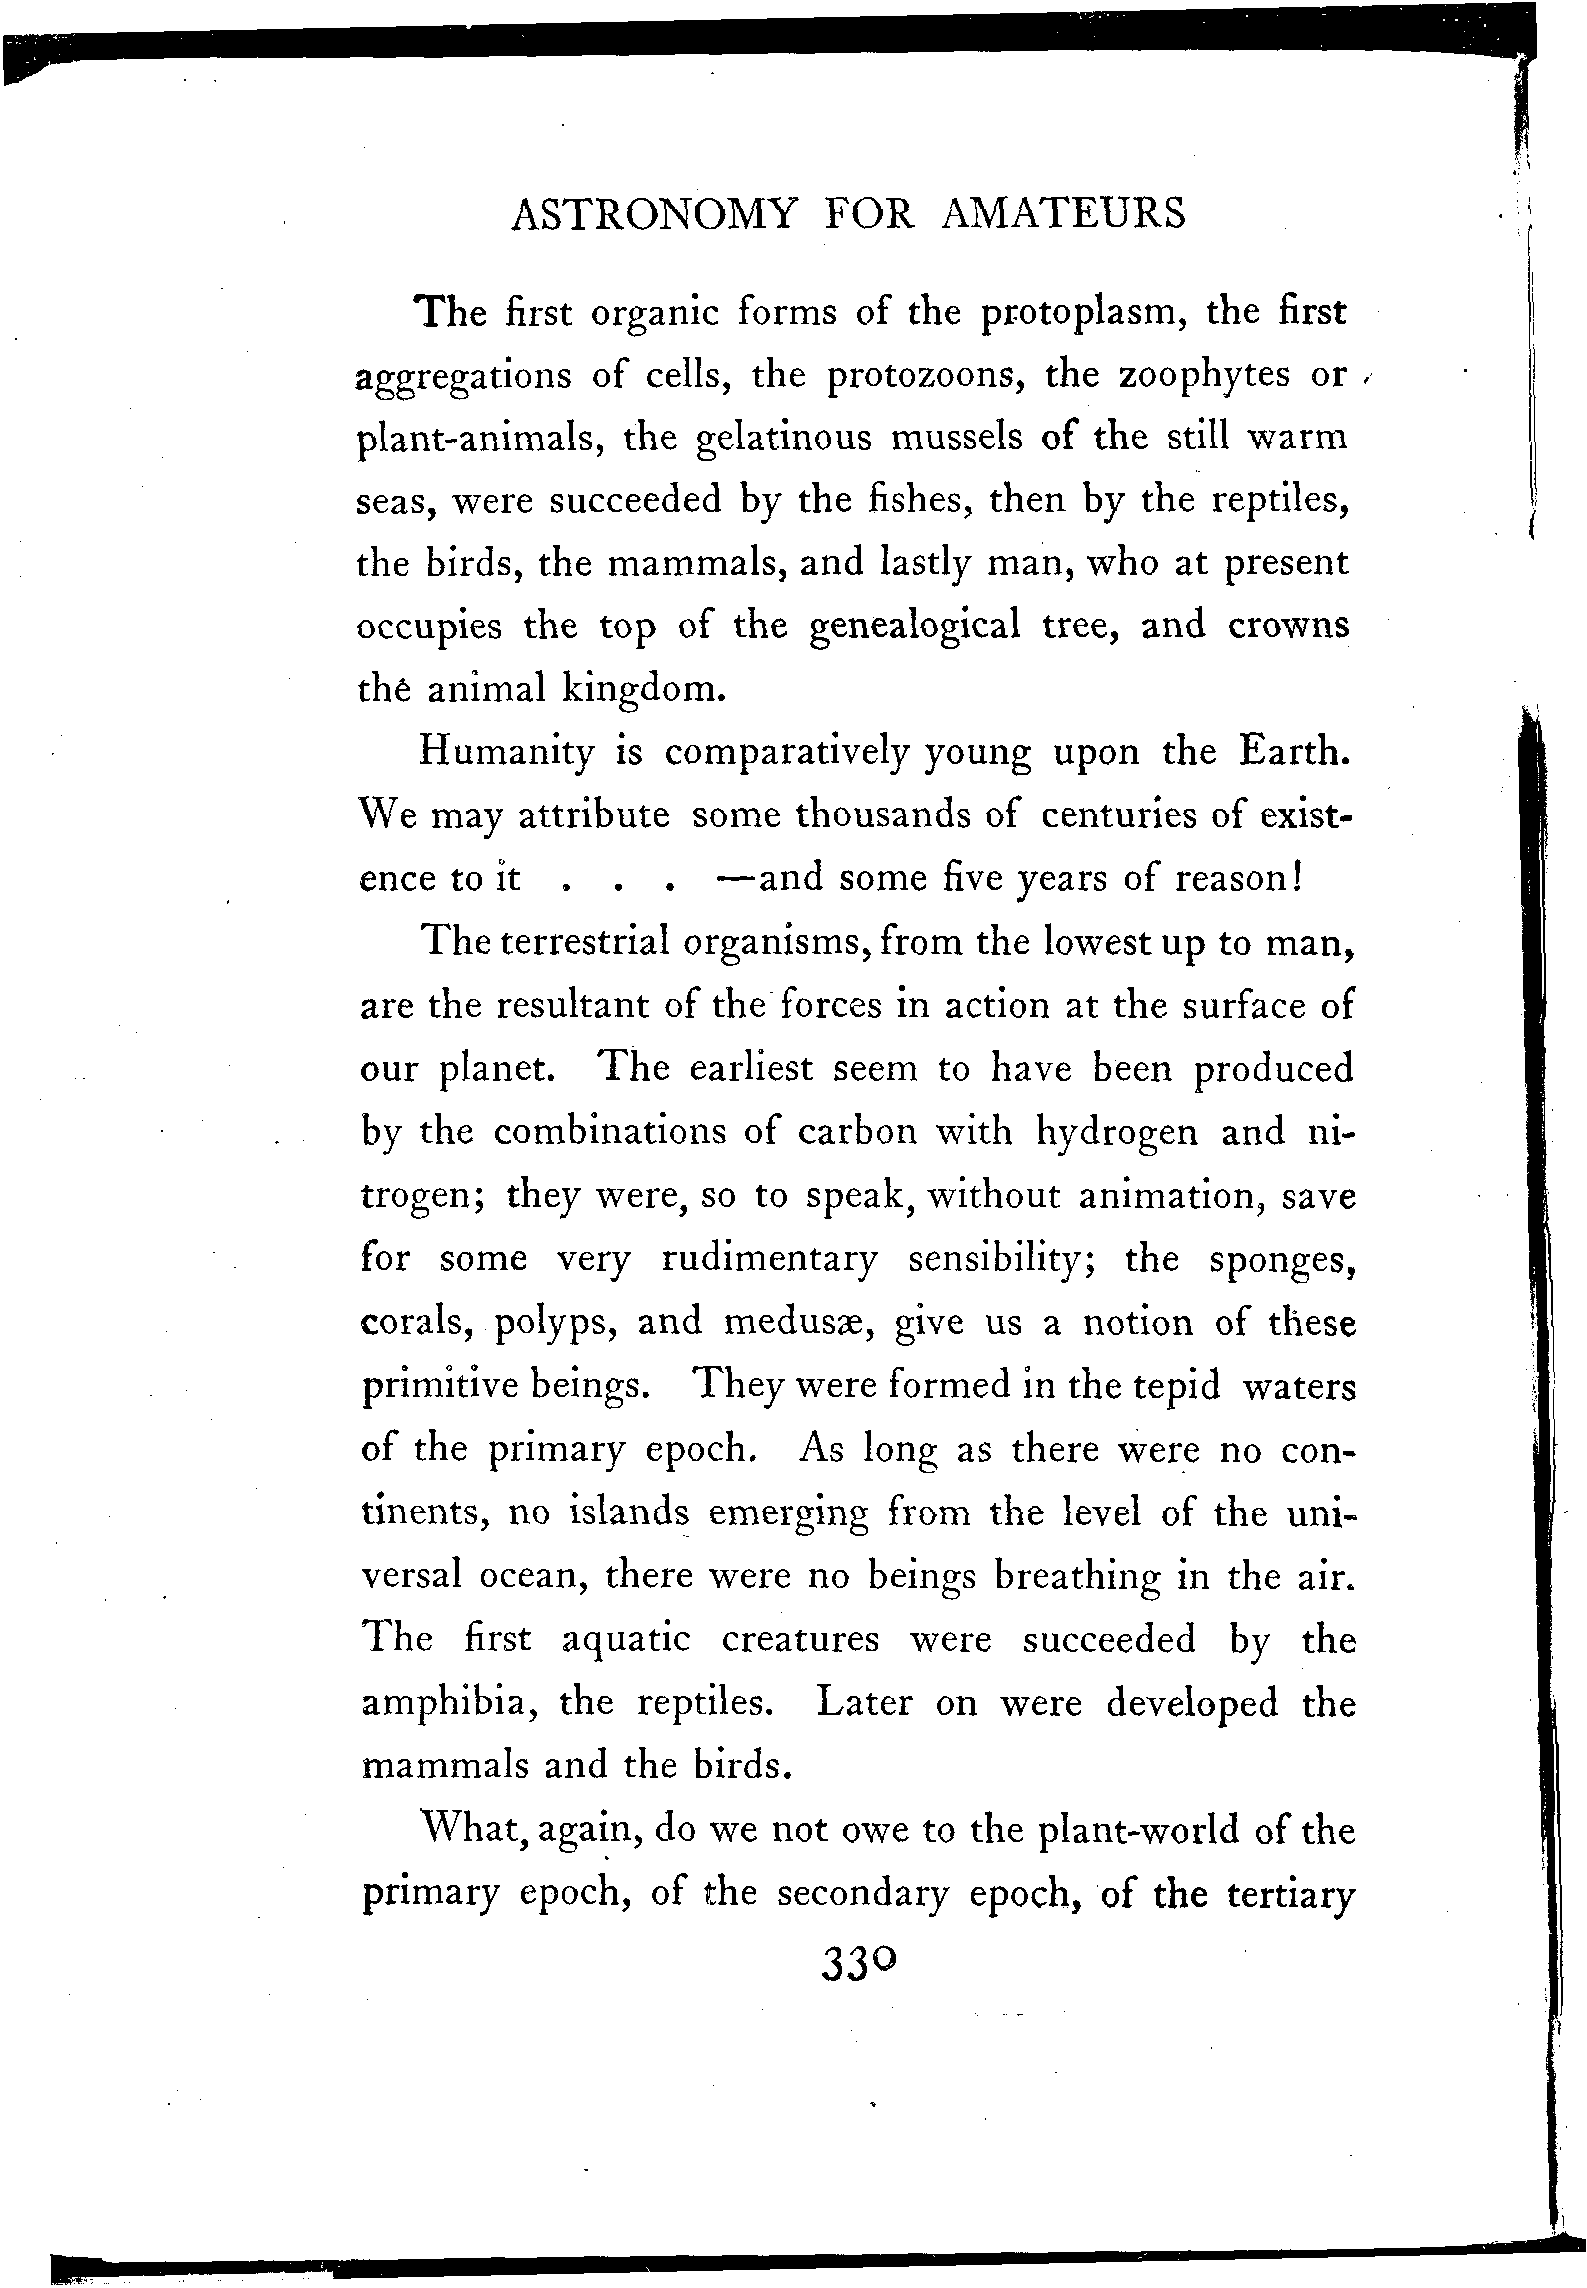 ASTRONOMY FOR AMATEURS
The first organic forms of the protoplasm, the first
aggregations of cells, the protozoons, the zoophytes or
plant-animals, the gelatinous mussels of the still warm
seas, were succeeded by the fishes, then by the reptiles,
the birds, the mammals, and lastly man, who at present
occupies the top of the genealogical tree, and crowns
the animal kingdom.
Humanity is comparatively young upon the Earth.
We may attribute some thousands of centuries of exist-
ence to it . . . —and some five years of reason!
The terrestrial organisms, from the lowest up to man,
are the resultant of the forces in action at the surface of
our planet. The earliest seem to have been produced
by the combinations of carbon with hydrogen and ni-
trogen; they were, so to speak, without animation, save
for some very rudimentary sensibility; the sponges,
corals, polyps, and medusæ, give us a notion of these
primitive beings. They were formed in the tepid waters
of the primary epoch. As long as there were no con-
tinents, no islands emerging from the level of the uni-
versal ocean, there were no beings breathing in the air.
The first aquatic creatures were succeeded by the
amphibia, the reptiles. Later on were developed the
mammals and the birds.
What, again, do we not owe to the plant-world of the
primary epoch, of the secondary epoch, of the tertiary
330